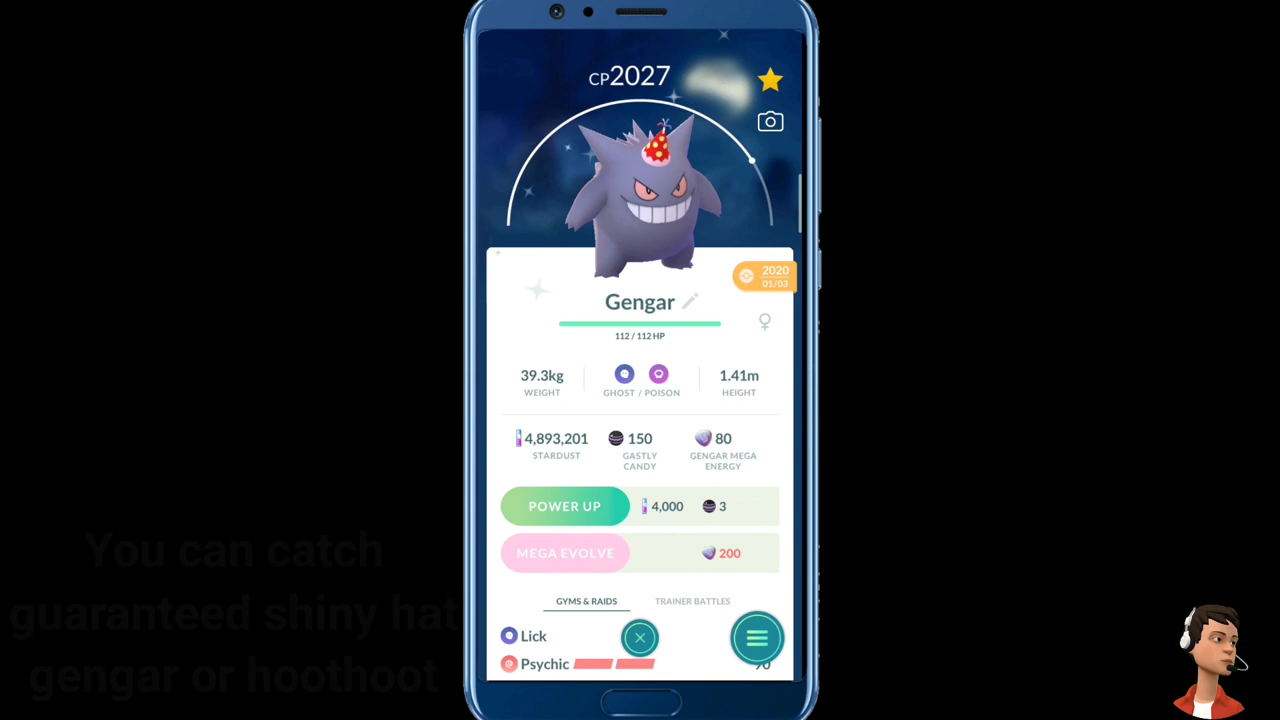 CP2027
2020
01/03
Gengar
112 / 112 HP
39.3kg
WEIGHT
GHOST / POISON
1.41m
HEIGHT
4,893,201
STARDUST
150
GASTLY
CANDY
80
GENGAR MEGA
ENERGY
POWER UP 4,000 3
MEGA EVOLVE 200
GYMS & RAIDS TRAINER BATTLES
Lick
Psychic 90
You can catch
guaranteed shiny hat
gengar or hoothoot